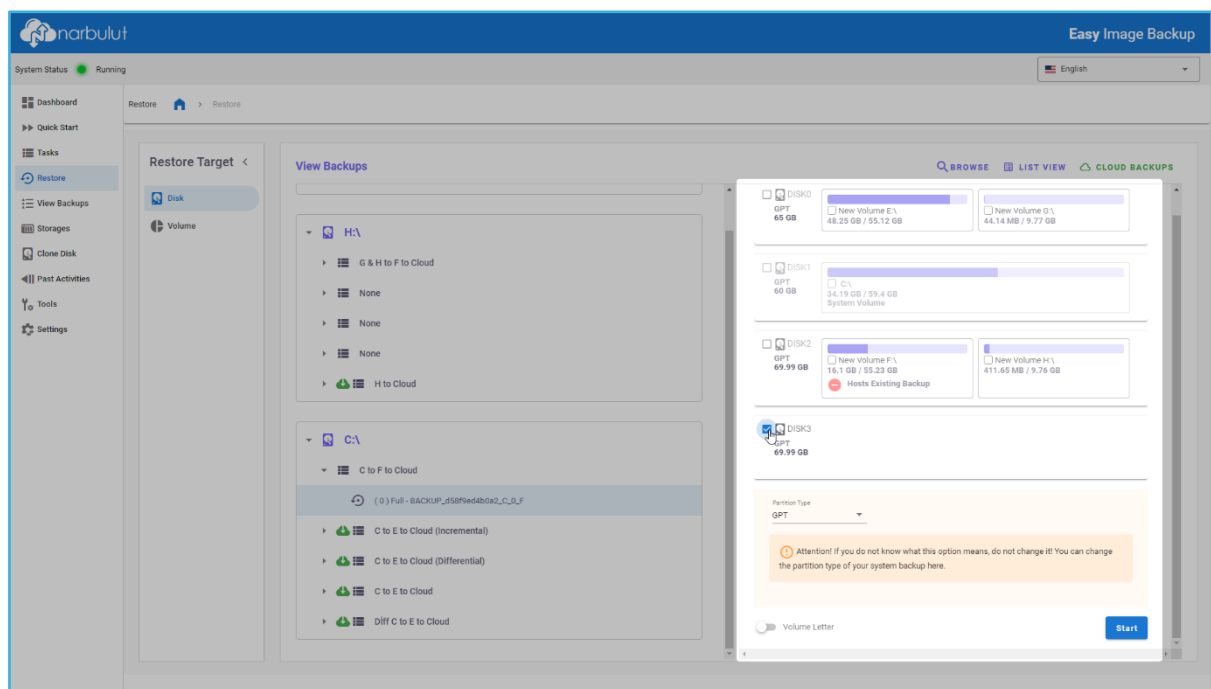 narbulut
Easy Image Backup
System Status Running
English
Dashboard
Quick Start
Tasks
Restore
View Backups
Storages
Clone Disk
Past Activities
Tools
Settings
Restore > Restore
Restore Target <
Disk
Volume
View Backups
BROWSE LIST VIEW CLOUD BACKUPS
H:\
G & H to F to Cloud
None
None
None
H to Cloud
C:\
C to F to Cloud
( 0 ) Full - BACKUP_d58f9ed4b0a2_C_0_F
C to E to Cloud (Incremental)
C to E to Cloud (Differential)
C to E to Cloud
Diff C to E to Cloud
DISK0
GPT
65 GB
New Volume E:\
48.25 GB / 55.12 GB
New Volume G:\
44.14 MB / 9.77 GB
DISK1
GPT
60 GB
C:\
34.19 GB / 59.4 GB
System Volume
DISK2
GPT
69.99 GB
New Volume F:\
16.1 GB / 55.23 GB
Hosts Existing Backup
New Volume H:\
411.65 MB / 9.76 GB
DISK3
GPT
69.99 GB
Partition Type
GPT
Attention! If you do not know what this option means, do not change it! You can change
the partition type of your system backup here.
Volume Letter
Start